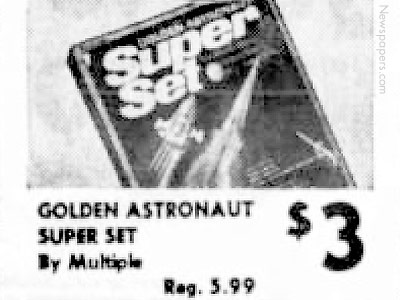 Super
Set
GOLDEN ASTRONAUT
SUPER SET
By Multiple
$3
Reg. 5.99
Newspapers.com